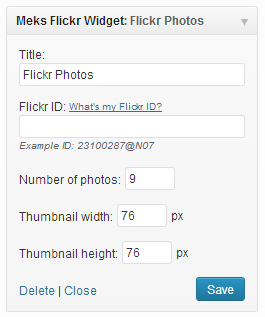 Meks Flickr Widget: Flickr Photos
Title:
Flickr Photos
Flickr ID: What's my Flickr ID?
Example ID: 23100287@N07
Number of photos: 9
Thumbnail width: 76 px
Thumbnail height: 76 px
Delete | Close Save